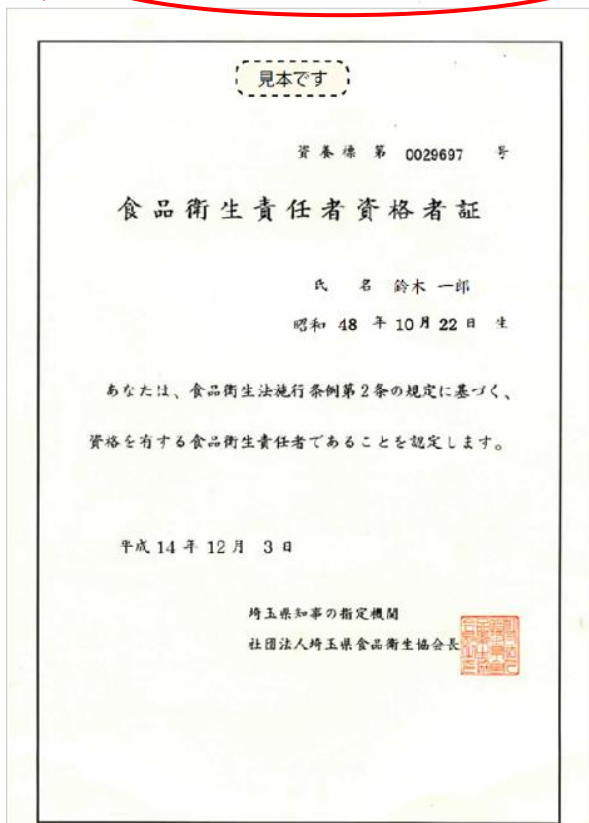 見本です
資養標 第 0029697 号
食品衛生責任者資格者証
氏 名 鈴木 一郎
昭和 48 年 10 月 22 日 生
あなたは、食品衛生法施行条例第2条の規定に基づく、
資格を有する食品衛生責任者であることを認定します。
平成 14 年 12 月 3 日
埼玉県知事の指定機関
社団法人埼玉県食品衛生協会長